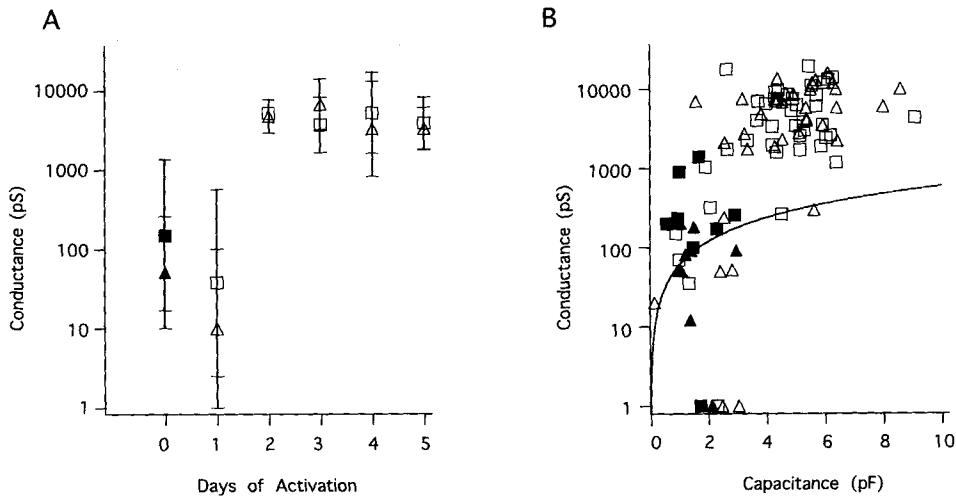 A
Conductance (pS)
10000
1000
100
10
1
0 1 2 3 4 5
Days of Activation
B
Conductance (pS)
10000
1000
100
10
1
0 2 4 6 8 10
Capacitance (pF)